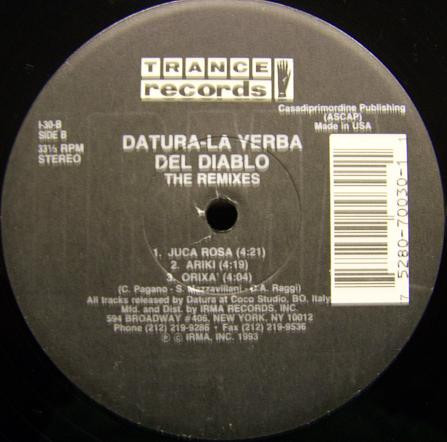 TRANCE
records
Casadiprimordine Publishing
(ASCAP)
Made in USA
I-30-B
SIDE B
33⅓ RPM
STEREO
DATURA-LA YERBA
DEL DIABLO
THE REMIXES
1. JUCA ROSA (4:21)
2. ARIKI (4:19)
3. ORIXA' (4:04)
(C. Pagano - S. Mazzavillani - C.A. Raggi)
All tracks released by Datura at Coco Studio, BO, Italy
Mfd. and Dist. by IRMA RECORDS, INC.
594 BROADWAY #406, NEW YORK, NY 10012
Phone (212) 219-9286 • Fax (212) 219-9536
℗ © IRMA, INC. 1993
7 5280-70030-1 1